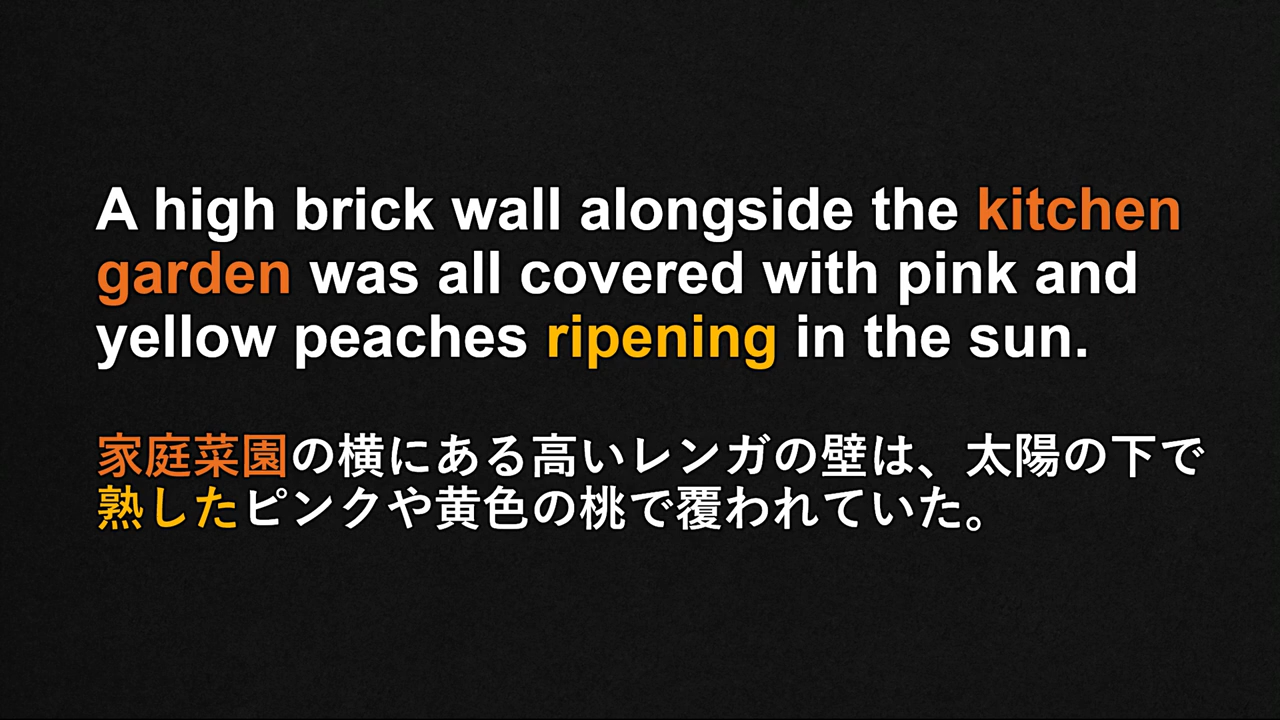 A high brick wall alongside the kitchen
garden was all covered with pink and
yellow peaches ripening in the sun.
家庭菜園の横にある高いレンガの壁は、太陽の下で
熟したピンクや黄色の桃で覆われていた。